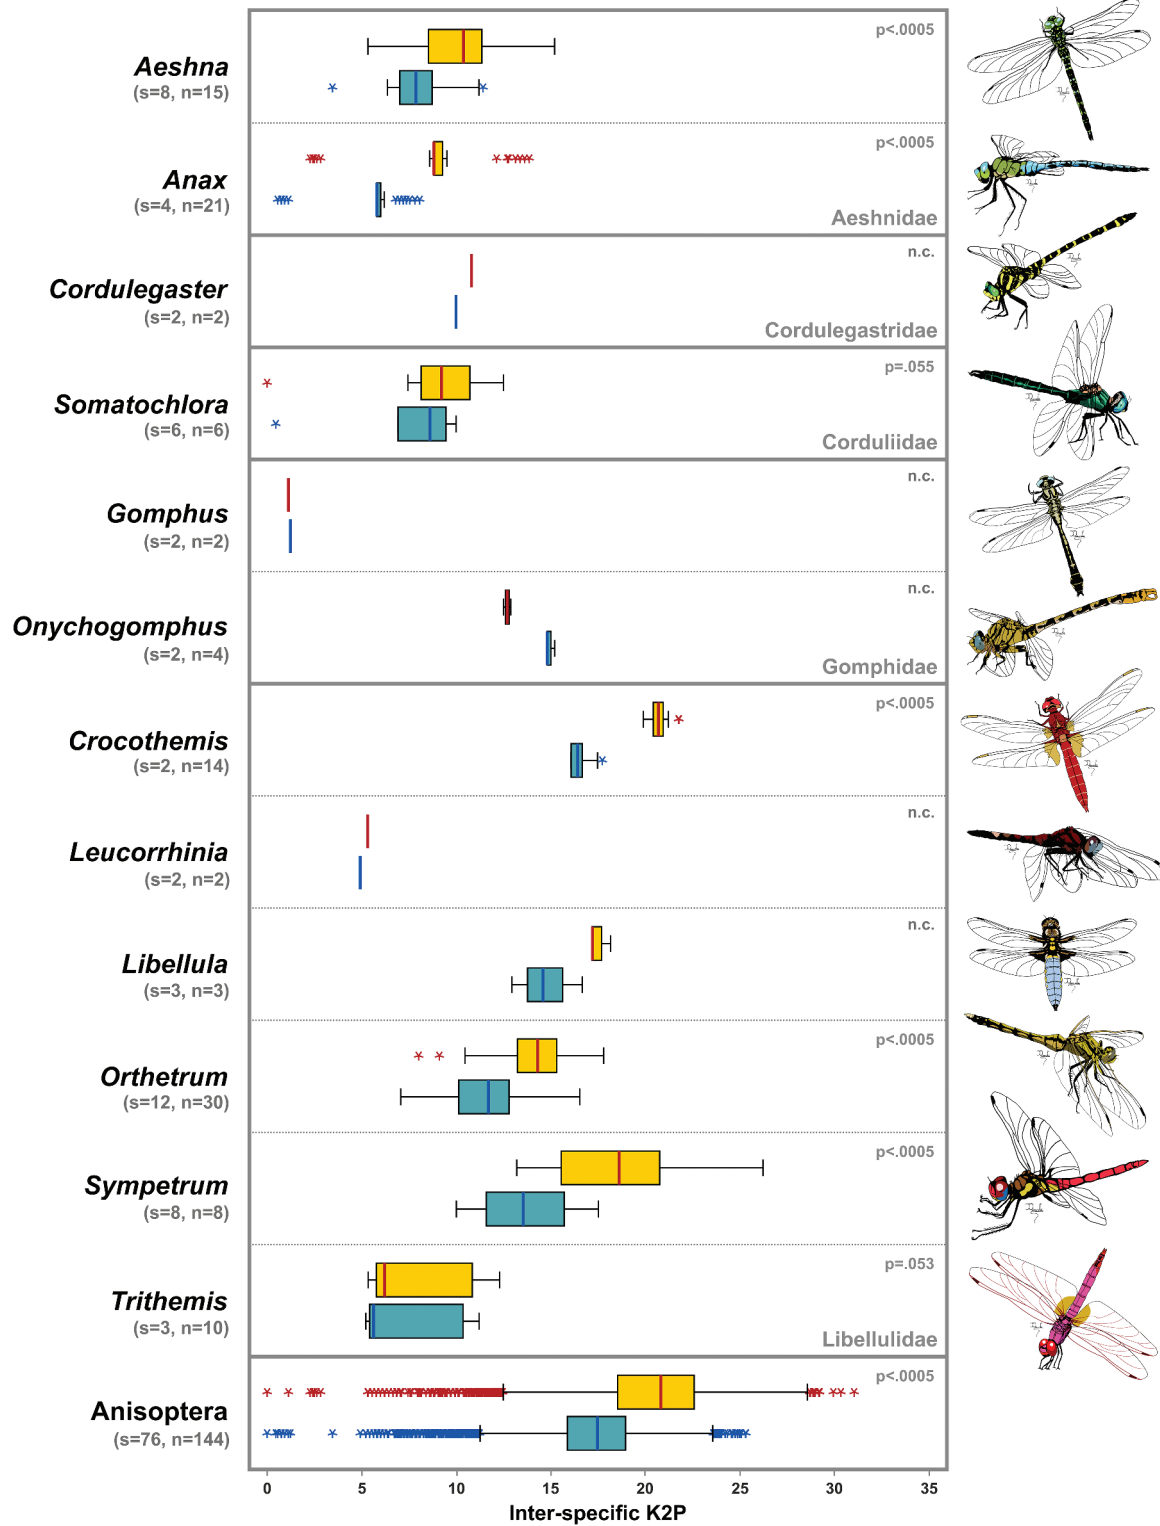 p<.0005
Aeshna
(s=8, n=15)
p<.0005
Anax
(s=4, n=21)
Aeshnidae
n.c.
Cordulegaster
(s=2, n=2)
Cordulegastridae
p=.055
Somatochlora
(s=6, n=6)
Corduliidae
n.c.
Gomphus
(s=2, n=2)
n.c.
Onychogomphus
(s=2, n=4)
Gomphidae
p<.0005
Crocothemis
(s=2, n=14)
n.c.
Leucorrhinia
(s=2, n=2)
n.c.
Libellula
(s=3, n=3)
p<.0005
Orthetrum
(s=12, n=30)
p<.0005
Sympetrum
(s=8, n=8)
p=.053
Trithemis
(s=3, n=10)
Libellulidae
p<.0005
Anisoptera
(s=76, n=144)
0 5 10 15 20 25 30 35
Inter-specific K2P